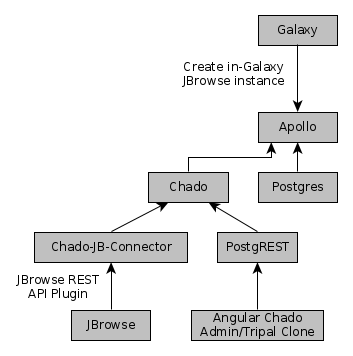 Galaxy
Create in-Galaxy
JBrowse instance
Apollo
Chado
Postgres
Chado-JB-Connector
PostgREST
JBrowse REST
API Plugin
JBrowse
Angular Chado
Admin/Tripal Clone